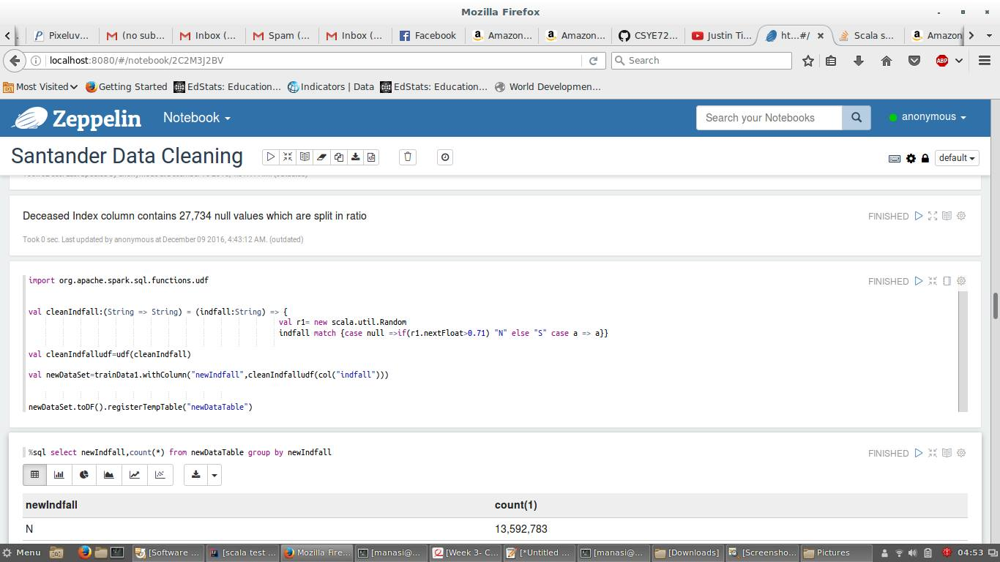 Mozilla Firefox
Pixeluv... (no sub... Inbox (... Spam (... Inbox (... Facebook Amazon... Amazon... CSYE72... Justin Ti... ht...#/ Scala s... Amazon
localhost:8080/#/notebook/2C2M3J2BV Search ABP
Most Visited Getting Started EdStats: Education... Indicators | Data EdStats: Education... World Developmen...
Zeppelin Notebook Search your Notebooks anonymous
Santander Data Cleaning default
Deceased Index column contains 27,734 null values which are split in ratio FINISHED
Took 0 sec. Last updated by anonymous at December 09 2016, 4:43:12 AM. (outdated)
import org.apache.spark.sql.functions.udf FINISHED
val cleanIndfall:(String => String) = (indfall:String) => {
val r1= new scala.util.Random
indfall match {case null =>if(r1.nextFloat>0.71) "N" else "S" case a => a}}
val cleanIndfalludf=udf(cleanIndfall)
val newDataSet=trainData1.withColumn("newIndfall",cleanIndfalludf(col("indfall")))
newDataSet.toDF().registerTempTable("newDataTable")
%sql select newIndfall,count(*) from newDataTable group by newIndfall FINISHED
newIndfall count(1)
N 13,592,783
Menu [Software ... [scala test ... Mozilla Fire... [manasi@... [Week 3- C... [*Untitled ... [manasi@... [Downloads] [Screensho... Pictures 04:53